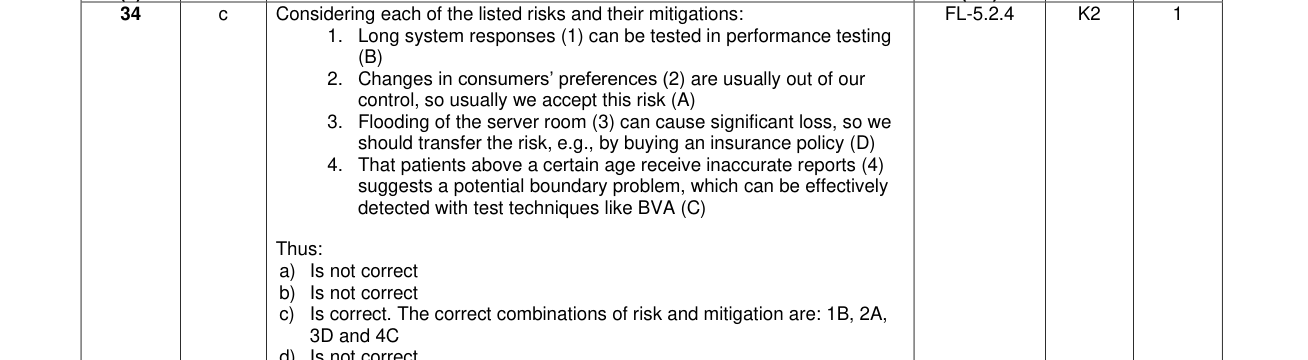 34 c Considering each of the listed risks and their mitigations: FL-5.2.4 K2 1
1. Long system responses (1) can be tested in performance testing
(B)
2. Changes in consumers’ preferences (2) are usually out of our
control, so usually we accept this risk (A)
3. Flooding of the server room (3) can cause significant loss, so we
should transfer the risk, e.g., by buying an insurance policy (D)
4. That patients above a certain age receive inaccurate reports (4)
suggests a potential boundary problem, which can be effectively
detected with test techniques like BVA (C)
Thus:
a) Is not correct
b) Is not correct
c) Is correct. The correct combinations of risk and mitigation are: 1B, 2A,
3D and 4C
d) Is not correct